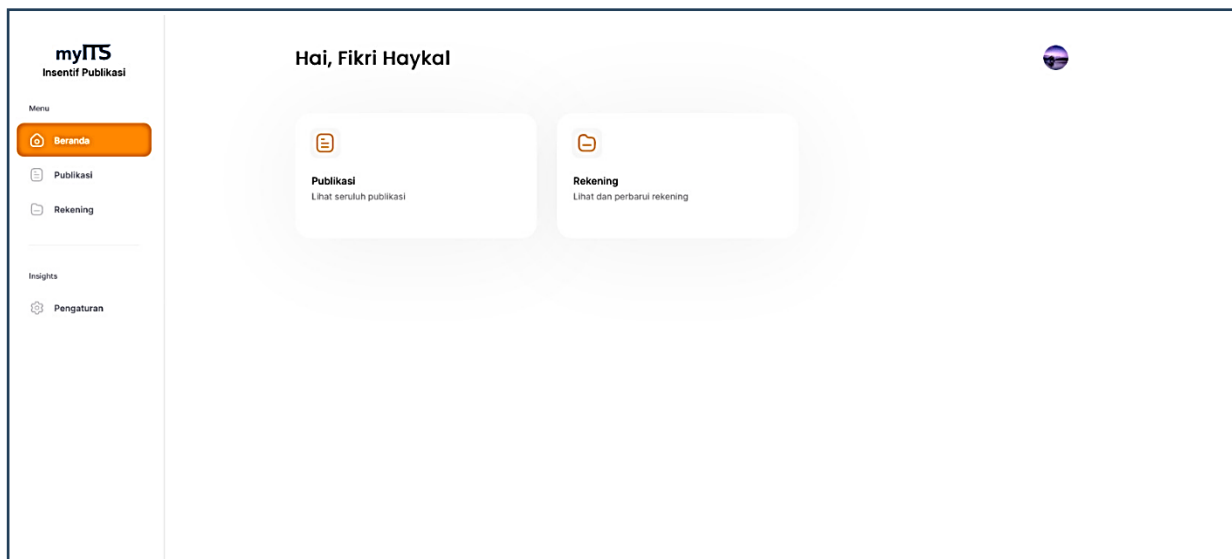 myITS
Insentif Publikasi
Menu
Beranda
Publikasi
Rekening
Insights
Pengaturan
Hai, Fikri Haykal
Publikasi
Lihat seruluh publikasi
Rekening
Lihat dan perbarui rekening